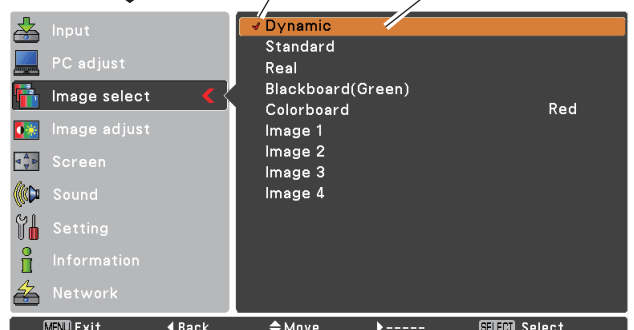 Input
PC adjust
Image select
Image adjust
Screen
Sound
Setting
Information
Network
Dynamic
Standard
Real
Blackboard(Green)
Colorboard Red
Image 1
Image 2
Image 3
Image 4
MENU Exit Back Move ----- SELECT Select